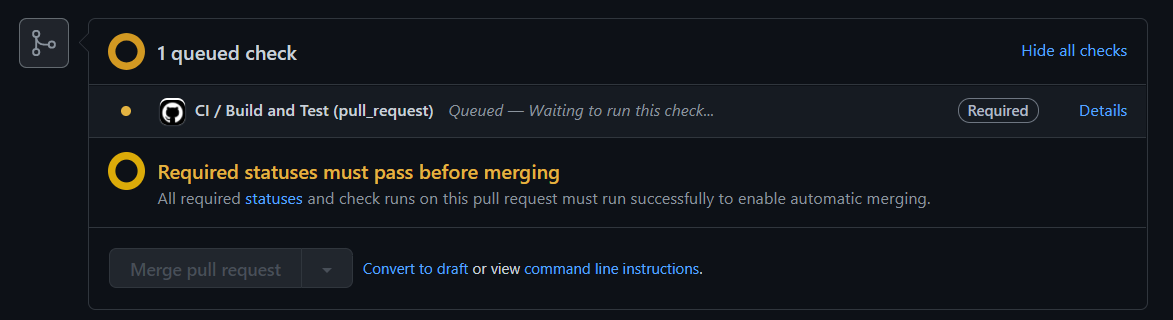 1 queued check
Hide all checks
CI / Build and Test (pull_request) Queued — Waiting to run this check... Required Details
Required statuses must pass before merging
All required statuses and check runs on this pull request must run successfully to enable automatic merging.
Merge pull request
Convert to draft or view command line instructions.